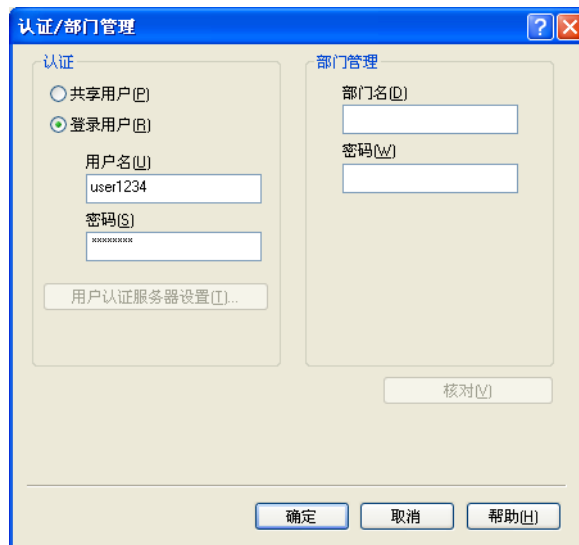 认证/部门管理
认证
共享用户(P)
登录用户(R)
用户名(U)
user1234
密码(S)
********
用户认证服务器设置(T)...
部门管理
部门名(D)
密码(W)
核对(V)
确定
取消
帮助(H)